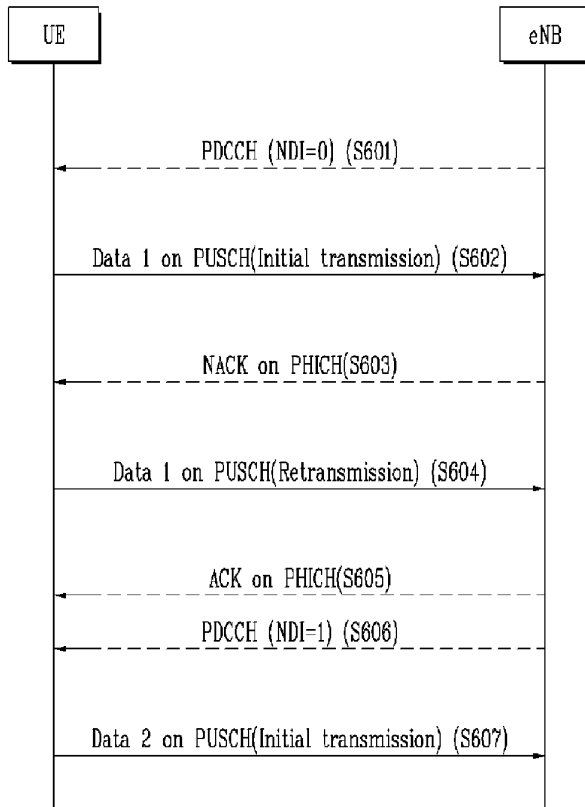 UE
eNB
PDCCH (NDI=0) (S601)
Data 1 on PUSCH(Initial transmission) (S602)
NACK on PHICH(S603)
Data 1 on PUSCH(Retransmission) (S604)
ACK on PHICH(S605)
PDCCH (NDI=1) (S606)
Data 2 on PUSCH(Initial transmission) (S607)